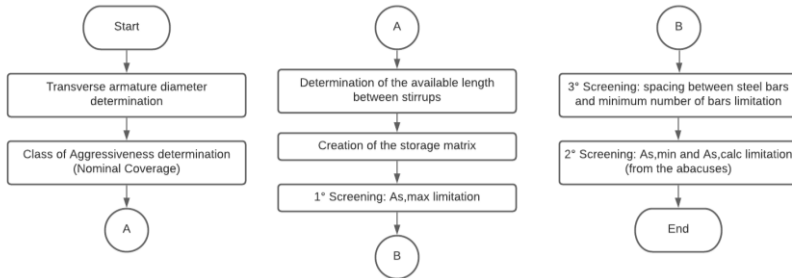 Start
Transverse armature diameter
determination
Class of Aggressiveness determination
(Nominal Coverage)
A
A
Determination of the available length
between stirrups
Creation of the storage matrix
1° Screening: As,max limitation
B
B
3° Screening: spacing between steel bars
and minimum number of bars limitation
2° Screening: As,min and As,calc limitation
(from the abacuses)
End